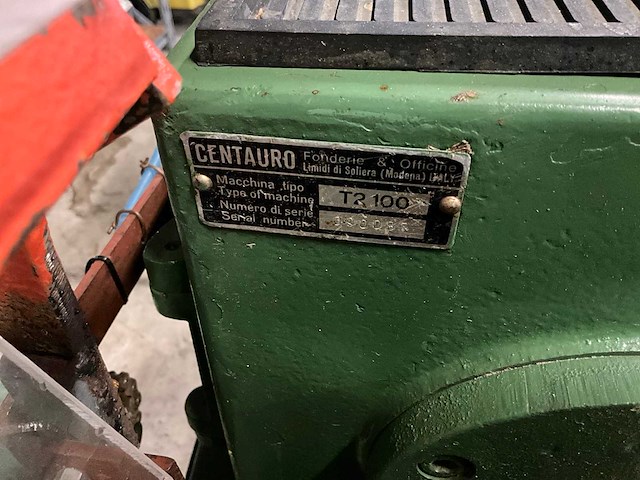 CENTAURO Fonderie & Officine
Limidi di Soliera (Modena) ITALY
Macchina tipo
Type of machine
T2 100
Numero di serie
Serial number